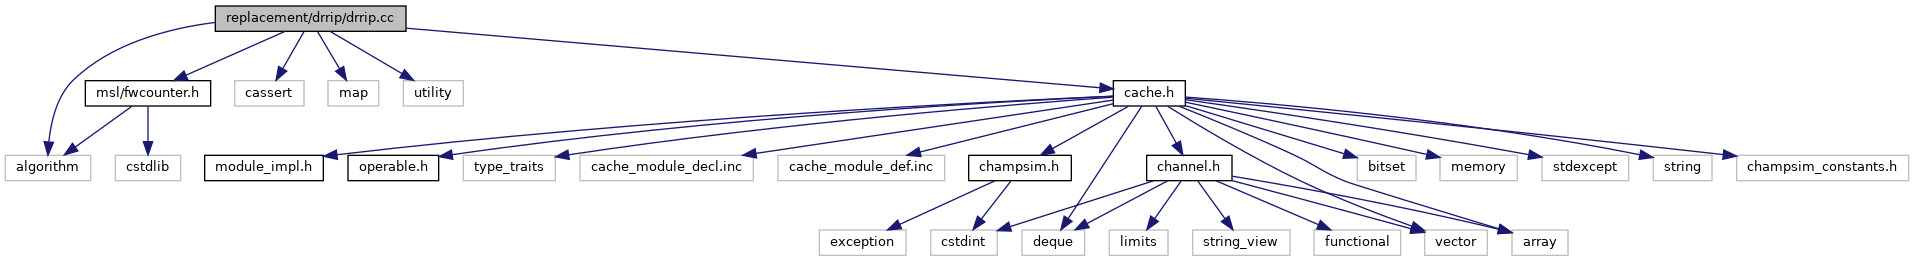 replacement/drrip/drrip.cc
msl/fwcounter.h
cassert
map
utility
cache.h
algorithm
cstdlib
module_impl.h
operable.h
type_traits
cache_module_decl.inc
cache_module_def.inc
champsim.h
channel.h
bitset
memory
stdexcept
string
champsim_constants.h
exception
cstdint
deque
limits
string_view
functional
vector
array